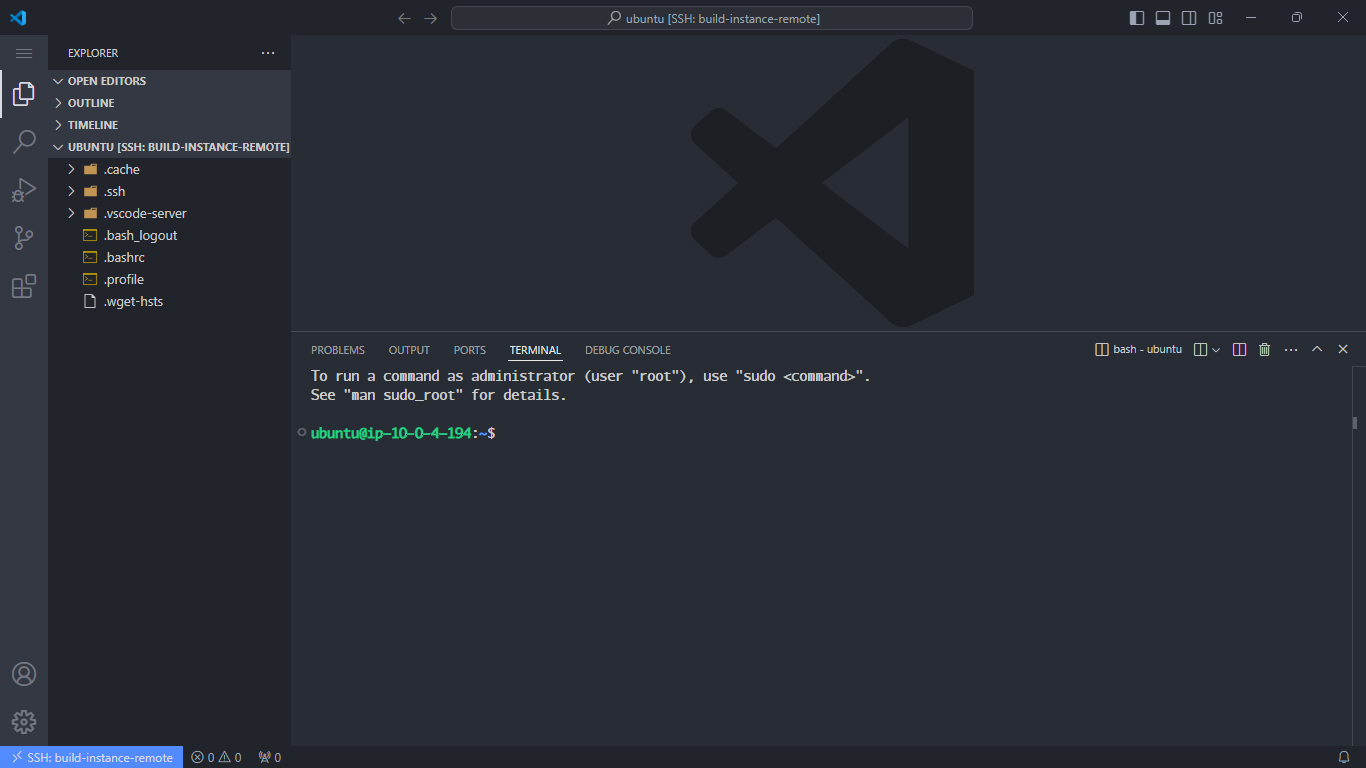 ubuntu [SSH: build-instance-remote]
EXPLORER
OPEN EDITORS
OUTLINE
TIMELINE
UBUNTU [SSH: BUILD-INSTANCE-REMOTE]
.cache
.ssh
.vscode-server
.bash_logout
.bashrc
.profile
.wget-hsts
PROBLEMS OUTPUT PORTS TERMINAL DEBUG CONSOLE bash - ubuntu
To run a command as administrator (user "root"), use "sudo <command>".
See "man sudo_root" for details.
ubuntu@ip-10-0-4-194:~$
SSH: build-instance-remote 0 0 0